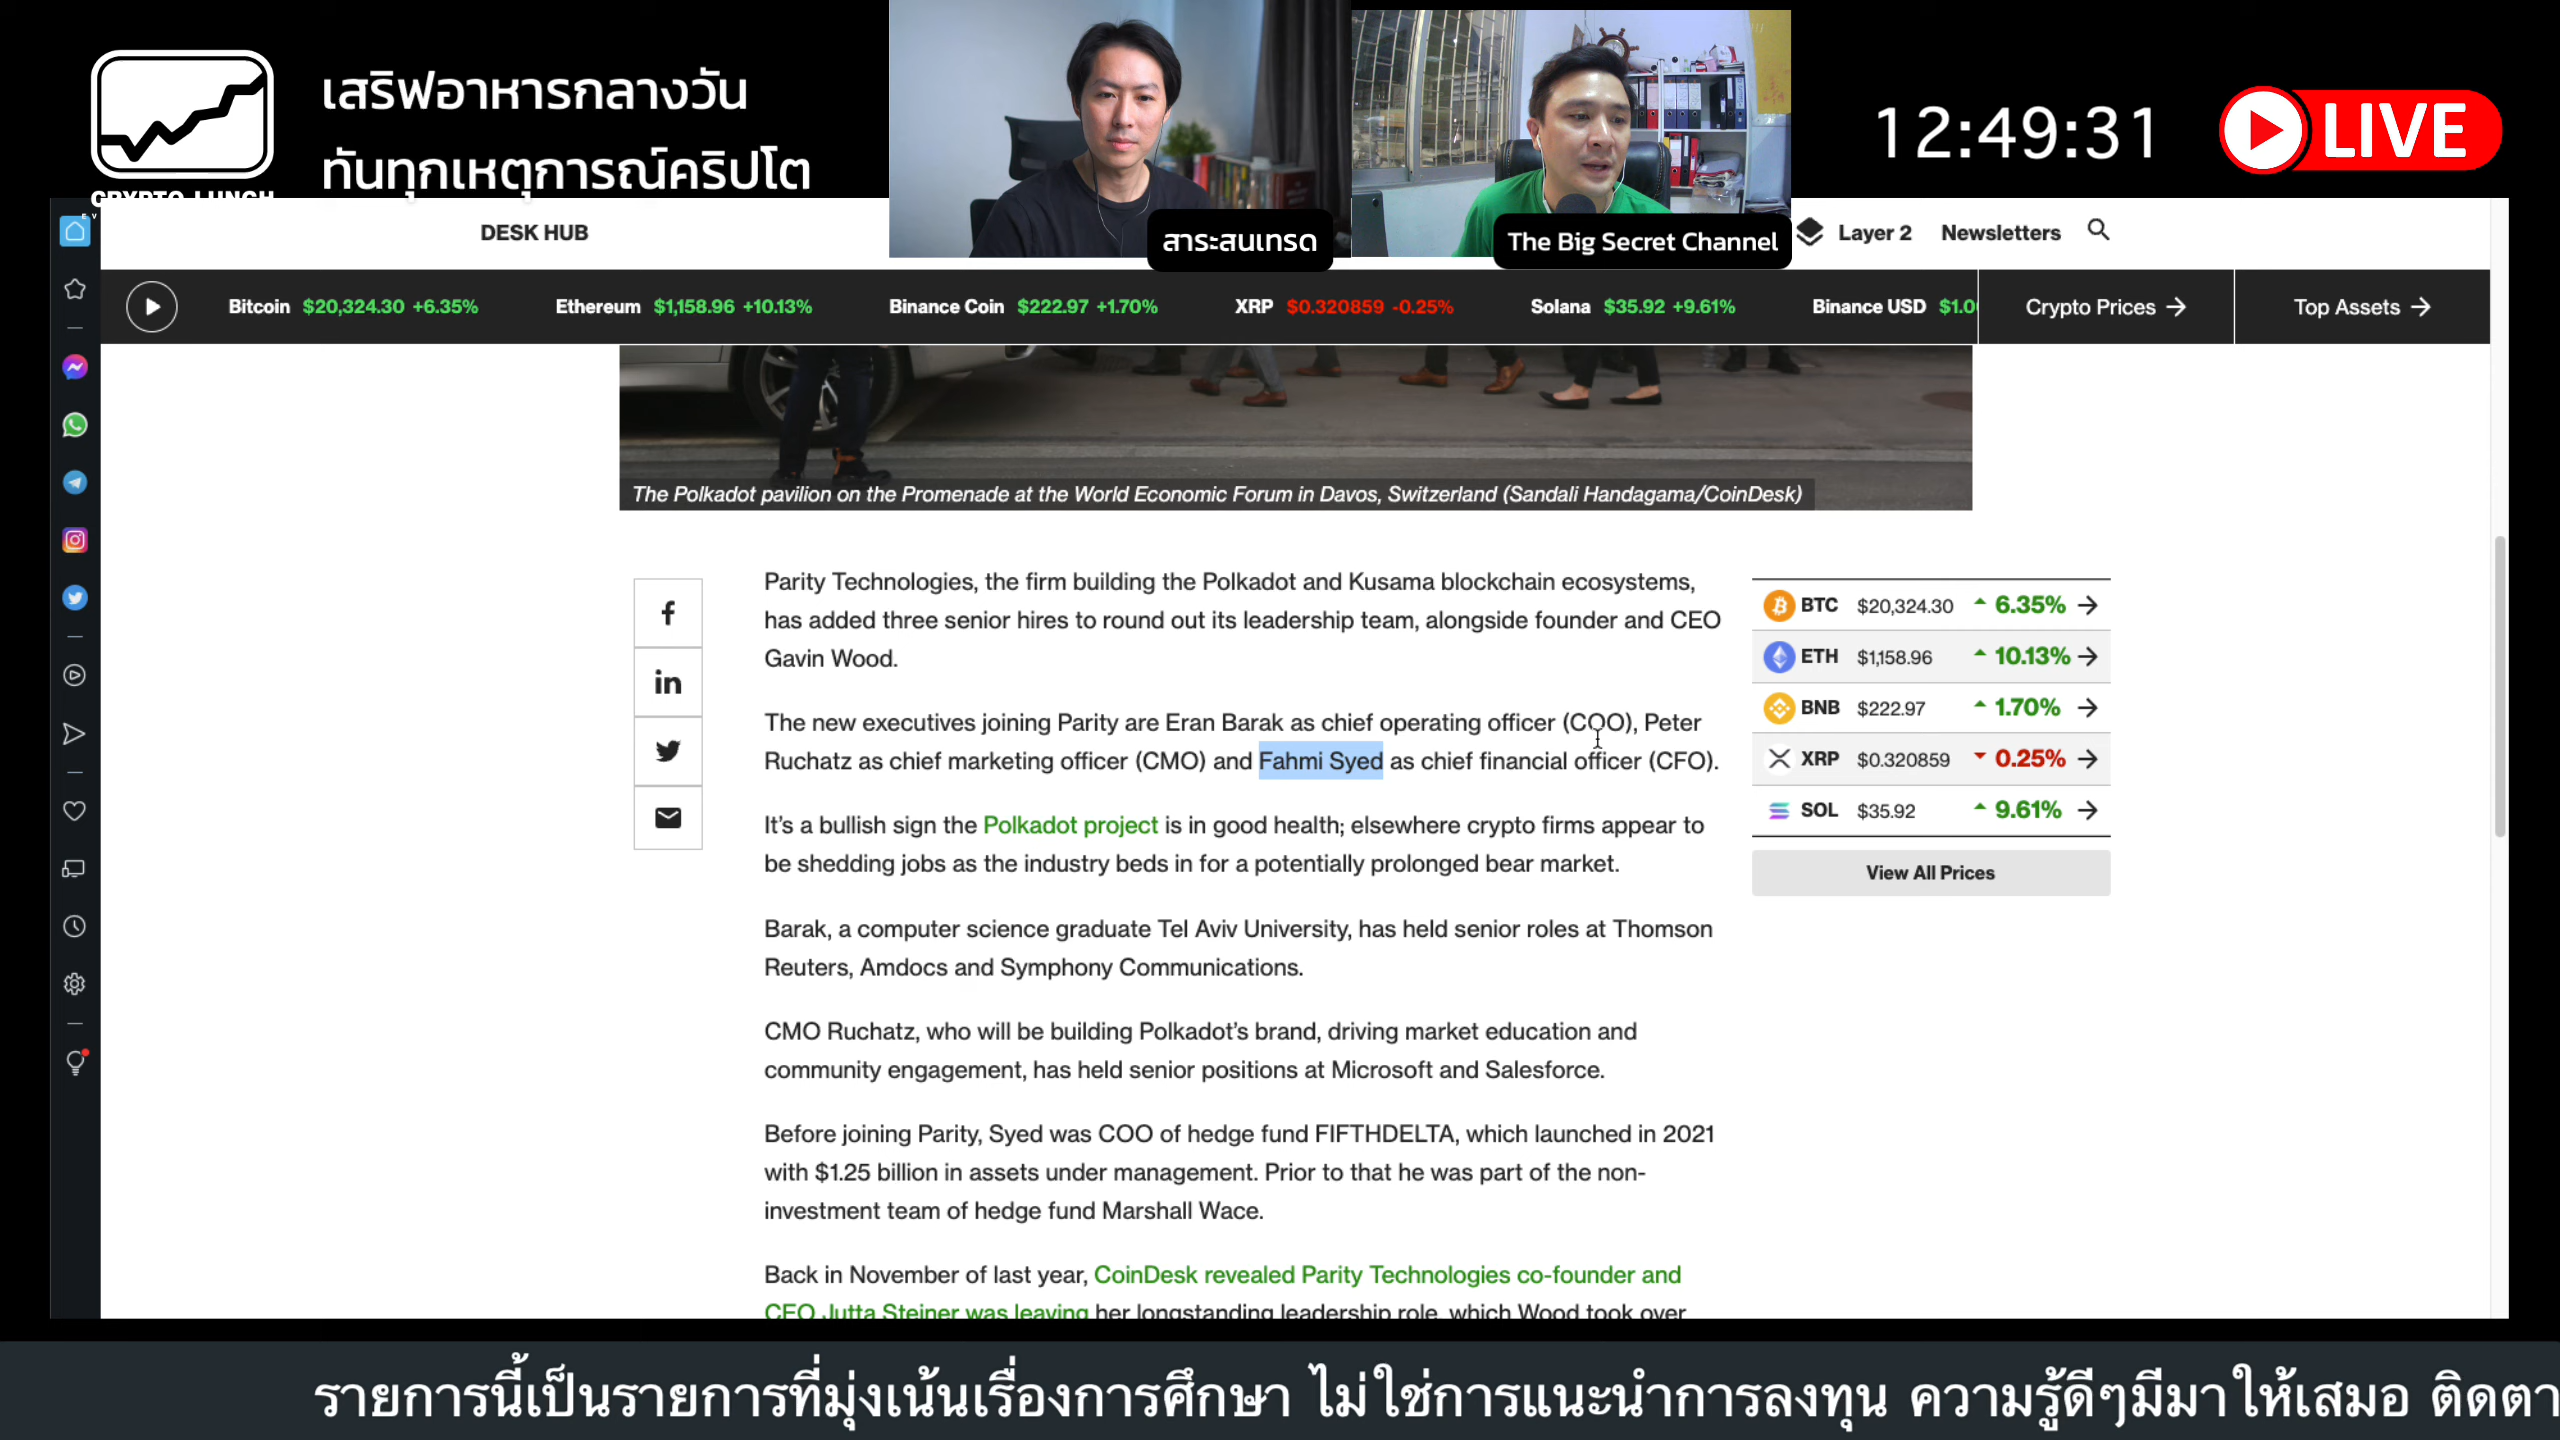 เสริฟอาหารกลางวัน
ทันทุกเหตุการณ์คริปโต
CRYPTO LUNCH
สาระสนเทรด
The Big Secret Channel
12:49:31
LIVE
DESK HUB
Layer 2
Newsletters
Bitcoin $20,324.30 +6.35% Ethereum $1,158.96 +10.13% Binance Coin $222.97 +1.70% XRP $0.320859 -0.25% Solana $35.92 +9.61% Binance USD $1.0
Crypto Prices →
Top Assets →
The Polkadot pavilion on the Promenade at the World Economic Forum in Davos, Switzerland (Sandali Handagama/CoinDesk)
Parity Technologies, the firm building the Polkadot and Kusama blockchain ecosystems,
has added three senior hires to round out its leadership team, alongside founder and CEO
Gavin Wood.
The new executives joining Parity are Eran Barak as chief operating officer (COO), Peter
Ruchatz as chief marketing officer (CMO) and Fahmi Syed as chief financial officer (CFO).
It's a bullish sign the Polkadot project is in good health; elsewhere crypto firms appear to
be shedding jobs as the industry beds in for a potentially prolonged bear market.
Barak, a computer science graduate Tel Aviv University, has held senior roles at Thomson
Reuters, Amdocs and Symphony Communications.
CMO Ruchatz, who will be building Polkadot's brand, driving market education and
community engagement, has held senior positions at Microsoft and Salesforce.
Before joining Parity, Syed was COO of hedge fund FIFTHDELTA, which launched in 2021
with $1.25 billion in assets under management. Prior to that he was part of the non-
investment team of hedge fund Marshall Wace.
Back in November of last year, CoinDesk revealed Parity Technologies co-founder and
CEO Jutta Steiner was leaving her longstanding leadership role, which Wood took over
BTC $20,324.30 6.35% →
ETH $1,158.96 10.13% →
BNB $222.97 1.70% →
XRP $0.320859 0.25% →
SOL $35.92 9.61% →
View All Prices
รายการนี้เป็นรายการที่มุ่งเน้นเรื่องการศึกษา ไม่ใช่การแนะนำการลงทุน ความรู้ดีๆมีมาให้เสมอ ติดตา